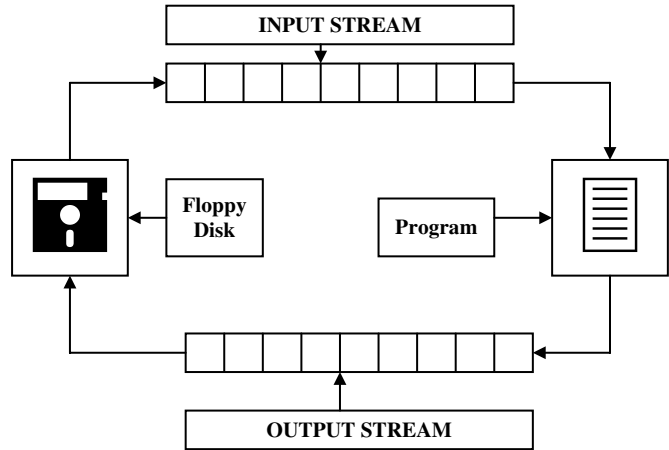 INPUT STREAM
Floppy
Disk
Program
OUTPUT STREAM